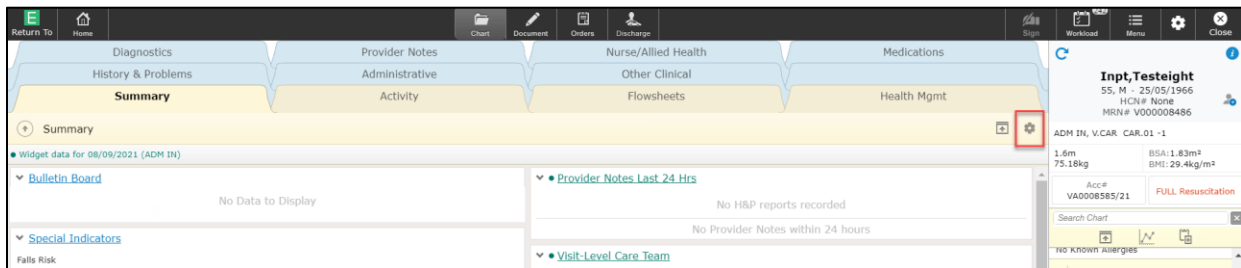 E
Return To
Home
Chart
Document
Orders
Discharge
Sign
Workload
Menu
Close
Diagnostics
Provider Notes
Nurse/Allied Health
Medications
History & Problems
Administrative
Other Clinical
Summary
Activity
Flowsheets
Health Mgmt
Summary
Widget data for 08/09/2021 (ADM IN)
Bulletin Board
No Data to Display
Special Indicators
Falls Risk
Provider Notes Last 24 Hrs
No H&P reports recorded
No Provider Notes within 24 hours
Visit-Level Care Team
Inpt,Testeight
55, M - 25/05/1966
HCN# None
MRN# V000008486
ADM IN, V.CAR CAR.01 -1
1.6m BSA:1.83m²
75.18kg BMI:29.4kg/m²
Acc#
VA0008585/21
FULL Resuscitation
Search Chart
No Known Allergies